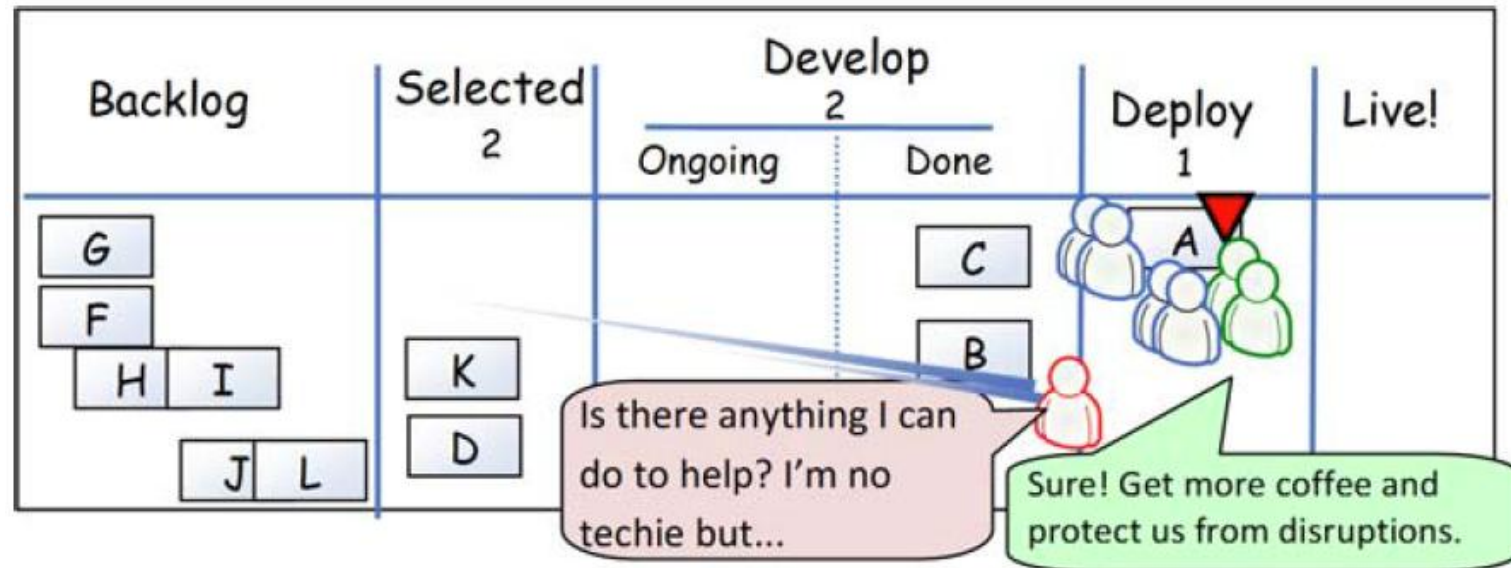 Backlog
Selected
2
Develop
2
Ongoing
Done
Deploy
1
Live!
G
F
H
I
J
L
K
D
C
B
A
Is there anything I can
do to help? I'm no
techie but...
Sure! Get more coffee and
protect us from disruptions.